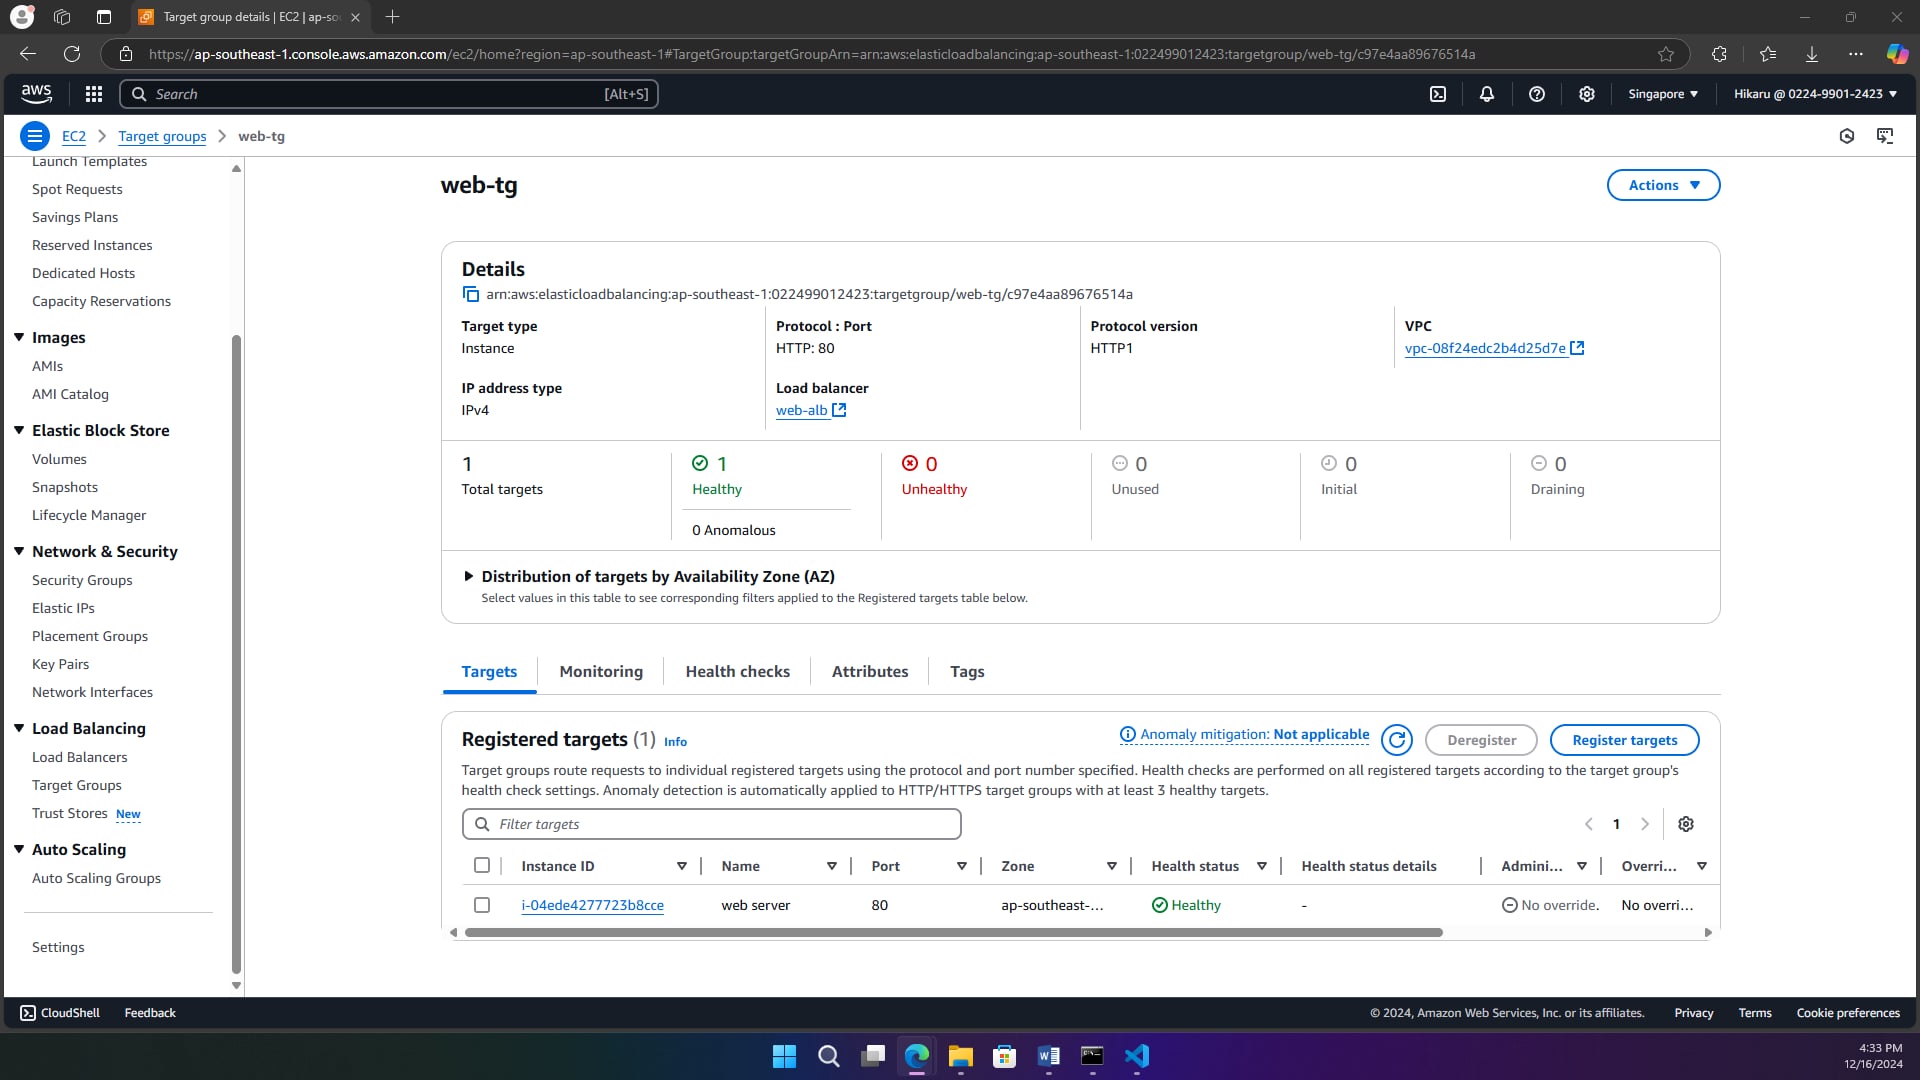 Target group details | EC2 | ap-so
https://ap-southeast-1.console.aws.amazon.com/ec2/home?region=ap-southeast-1#TargetGroup:targetGroupArn=arn:aws:elasticloadbalancing:ap-southeast-1:022499012423:targetgroup/web-tg/c97e4aa89676514a
aws
Search
[Alt+S]
Singapore
Hikaru @ 0224-9901-2423
EC2
Target groups
web-tg
Launch Templates
Spot Requests
Savings Plans
Reserved Instances
Dedicated Hosts
Capacity Reservations
Images
AMIs
AMI Catalog
Elastic Block Store
Volumes
Snapshots
Lifecycle Manager
Network & Security
Security Groups
Elastic IPs
Placement Groups
Key Pairs
Network Interfaces
Load Balancing
Load Balancers
Target Groups
Trust Stores New
Auto Scaling
Auto Scaling Groups
Settings
web-tg
Actions
Details
arn:aws:elasticloadbalancing:ap-southeast-1:022499012423:targetgroup/web-tg/c97e4aa89676514a
Target type
Instance
Protocol : Port
HTTP: 80
Protocol version
HTTP1
VPC
vpc-08f24edc2b4d25d7e
IP address type
IPv4
Load balancer
web-alb
1
Total targets
1
Healthy
0 Anomalous
0
Unhealthy
0
Unused
0
Initial
0
Draining
Distribution of targets by Availability Zone (AZ)
Select values in this table to see corresponding filters applied to the Registered targets table below.
Targets
Monitoring
Health checks
Attributes
Tags
Registered targets (1) Info
Anomaly mitigation: Not applicable
Deregister
Register targets
Target groups route requests to individual registered targets using the protocol and port number specified. Health checks are performed on all registered targets according to the target group's
health check settings. Anomaly detection is automatically applied to HTTP/HTTPS target groups with at least 3 healthy targets.
Filter targets
1
Instance ID
Name
Port
Zone
Health status
Health status details
Admini...
Overri...
i-04ede4277723b8cce
web server
80
ap-southeast-...
Healthy
-
No override.
No overri...
CloudShell
Feedback
© 2024, Amazon Web Services, Inc. or its affiliates.
Privacy
Terms
Cookie preferences
4:33 PM
12/16/2024